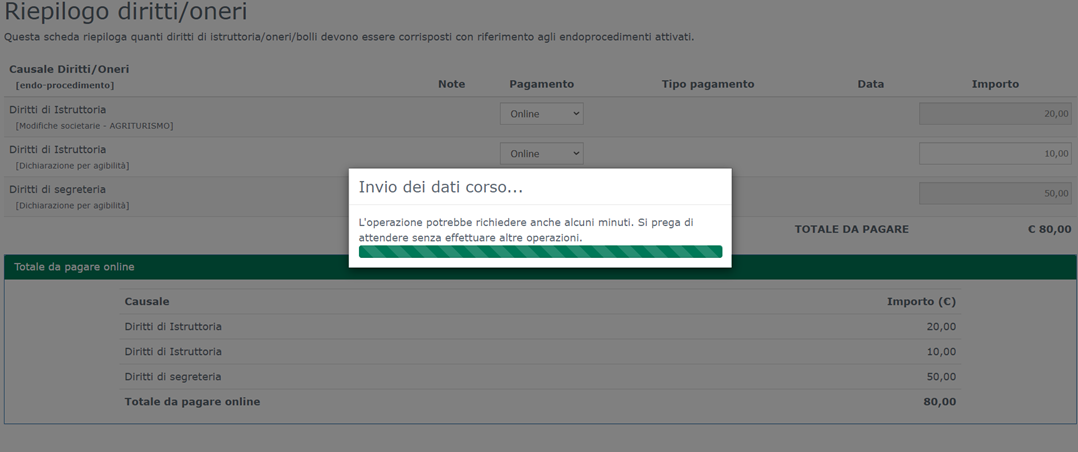 Riepilogo diritti/oneri
Questa scheda riepiloga quanti diritti di istruttoria/oneri/bolli devono essere corrisposti con riferimento agli endoprocedimenti attivati.
Causale Diritti/Oneri
[endo-procedimento] Note Pagamento Tipo pagamento Data Importo
Diritti di Istruttoria Online 20,00
[Modifiche societarie - AGRITURISMO]
Diritti di Istruttoria Online 10,00
[Dichiarazione per agibilità]
Diritti di segreteria 50,00
[Dichiarazione per agibilità]
TOTALE DA PAGARE € 80,00
Invio dei dati corso...
L'operazione potrebbe richiedere anche alcuni minuti. Si prega di
attendere senza effettuare altre operazioni.
Totale da pagare online
Causale Importo (€)
Diritti di Istruttoria 20,00
Diritti di Istruttoria 10,00
Diritti di segreteria 50,00
Totale da pagare online 80,00